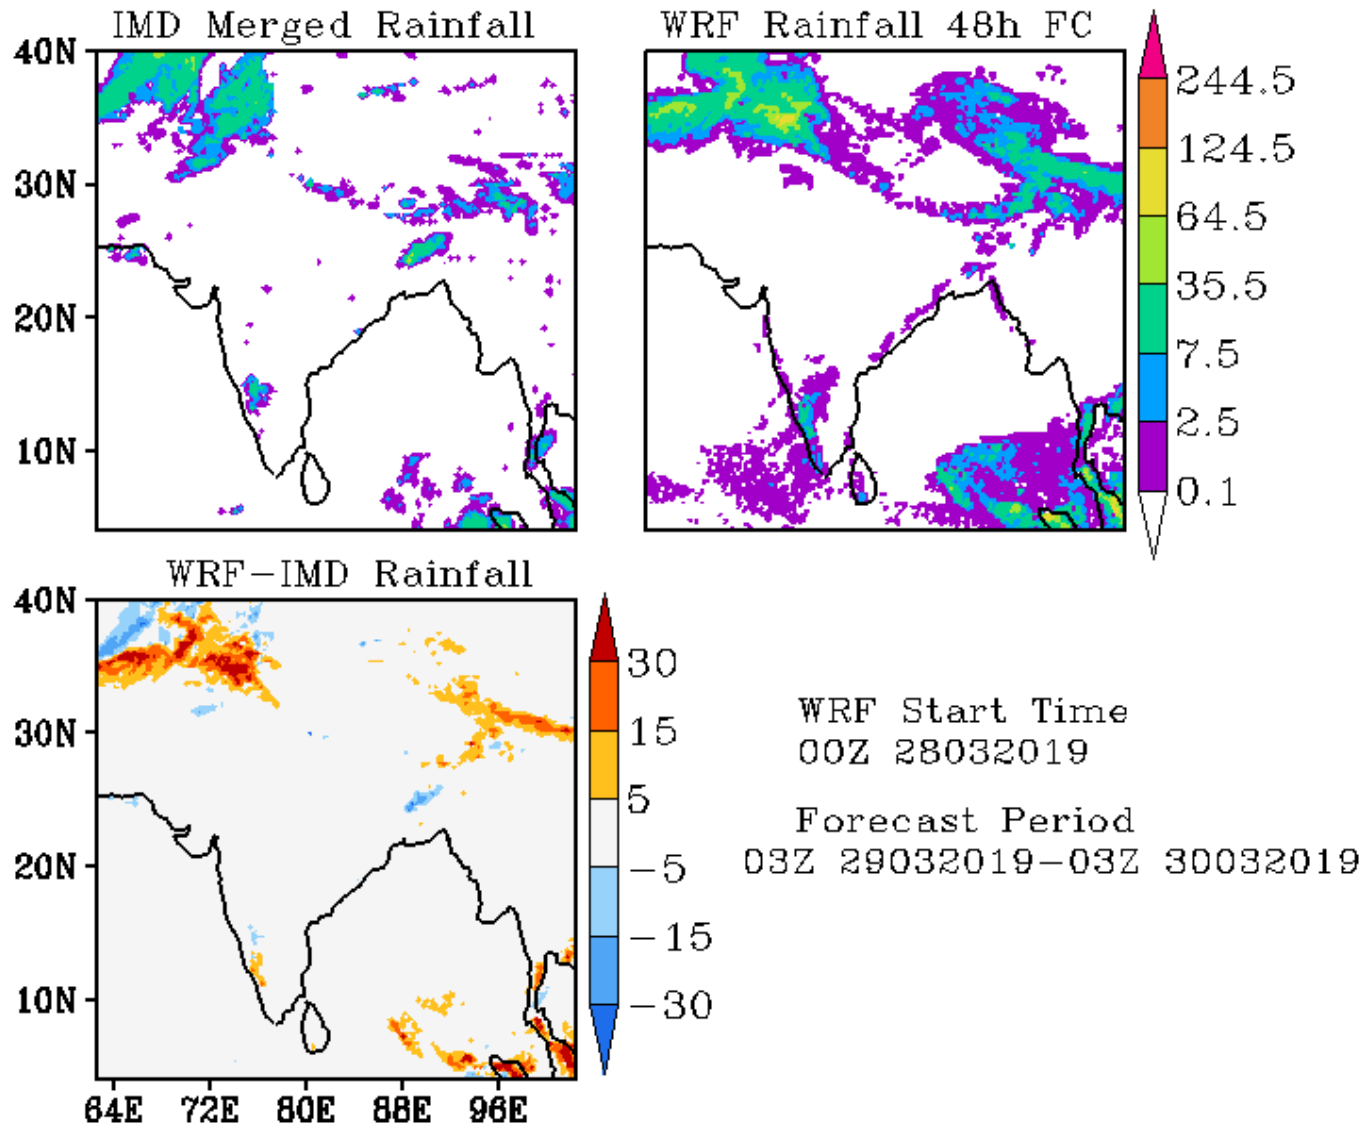 IMD Merged Rainfall
WRF Rainfall 48h FC
40N
30N
20N
10N
244.5
124.5
64.5
35.5
7.5
2.5
0.1
WRF-IMD Rainfall
40N
30N
20N
10N
64E 72E 80E 88E 96E
30
15
5
-5
-15
-30
WRF Start Time
00Z 28032019
Forecast Period
03Z 29032019-03Z 30032019